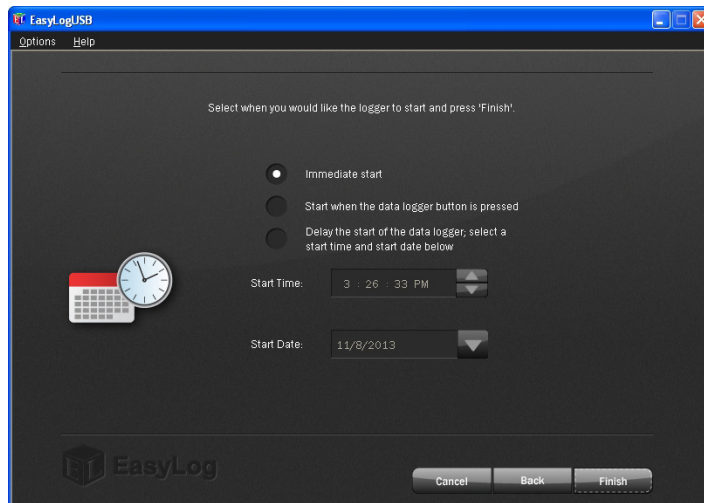 EasyLogUSB
Options Help
Select when you would like the logger to start and press 'Finish'.
Immediate start
Start when the data logger button is pressed
Delay the start of the data logger; select a
start time and start date below
Start Time: 3 : 26 : 33 PM
Start Date: 11/8/2013
EL EasyLog
Cancel Back Finish